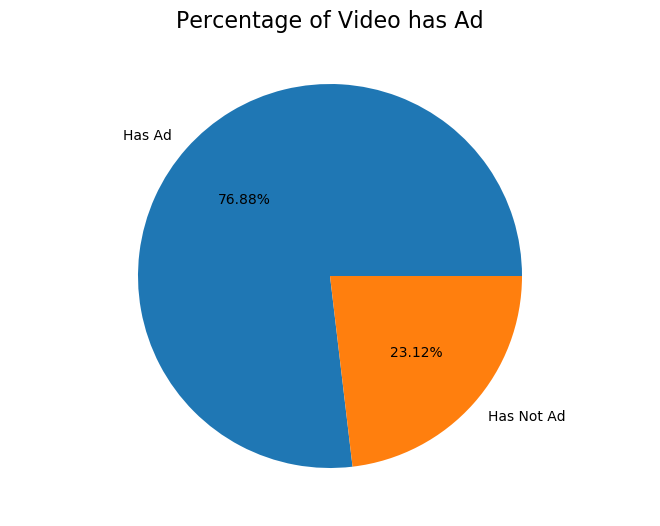 Percentage of Video has Ad
Has Ad
76.88%
23.12%
Has Not Ad